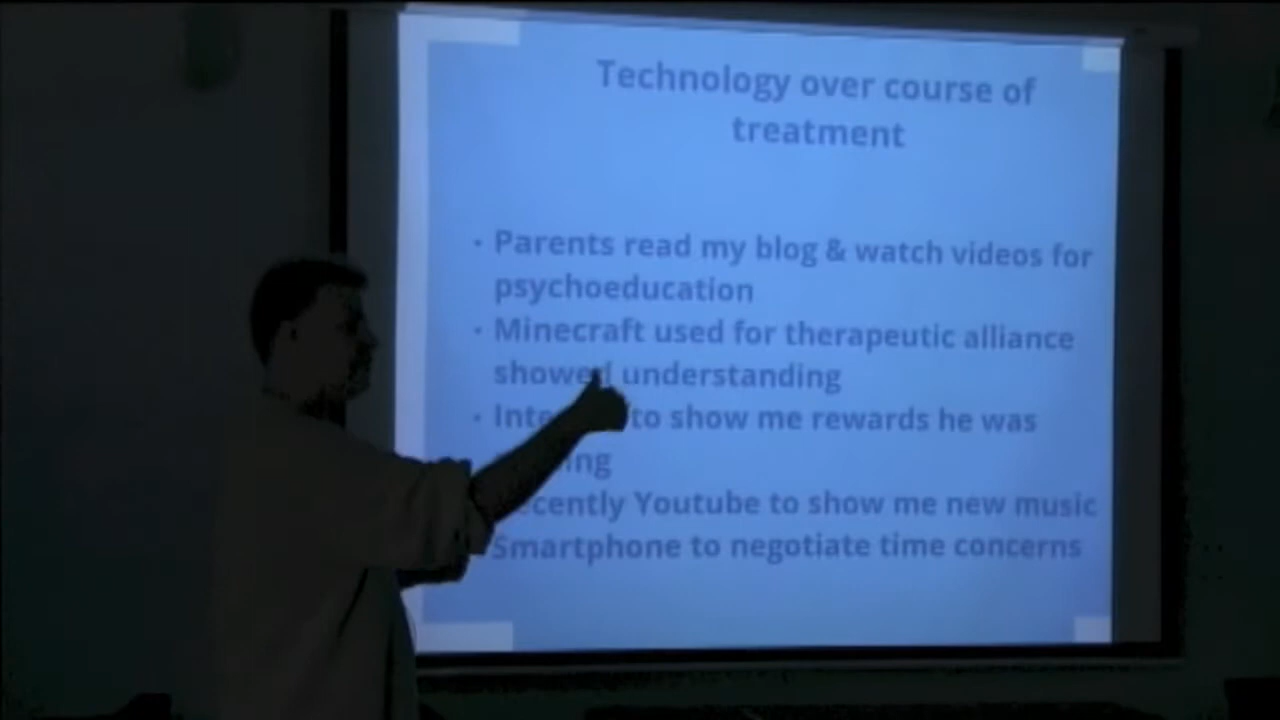 Technology over course of
treatment
• Parents read my blog & watch videos for
psychoeducation
• Minecraft used for therapeutic alliance
showed understanding
• to show me rewards he was
Recently Youtube to show me new music
Smartphone to negotiate time concerns